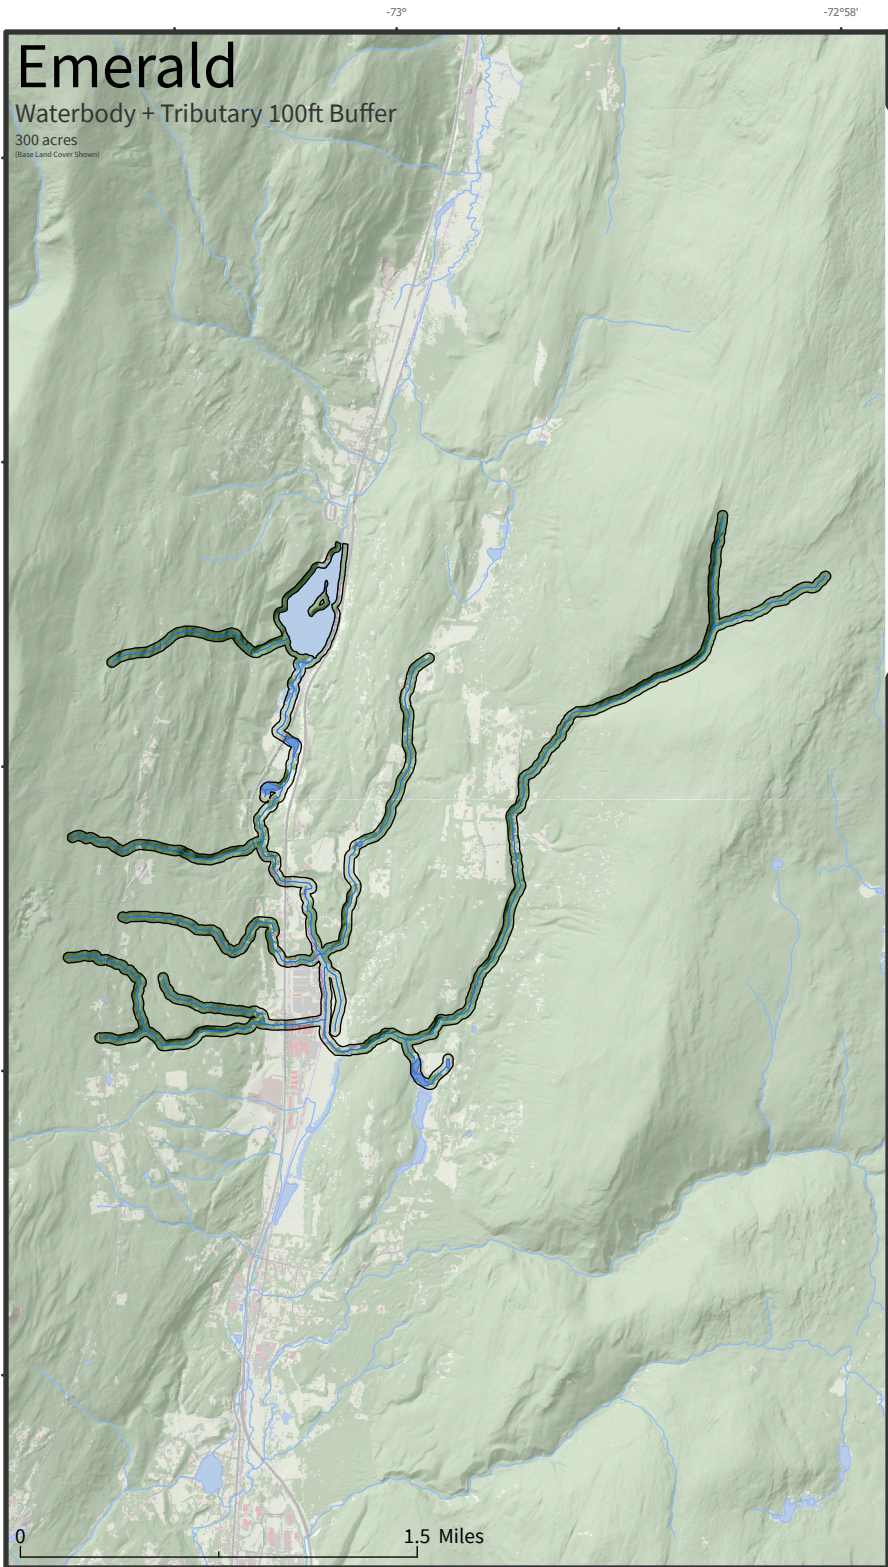 -73°
-72°58'
Emerald
Waterbody + Tributary 100ft Buffer
300 acres
(Base Land Cover Shown)
0
1.5 Miles